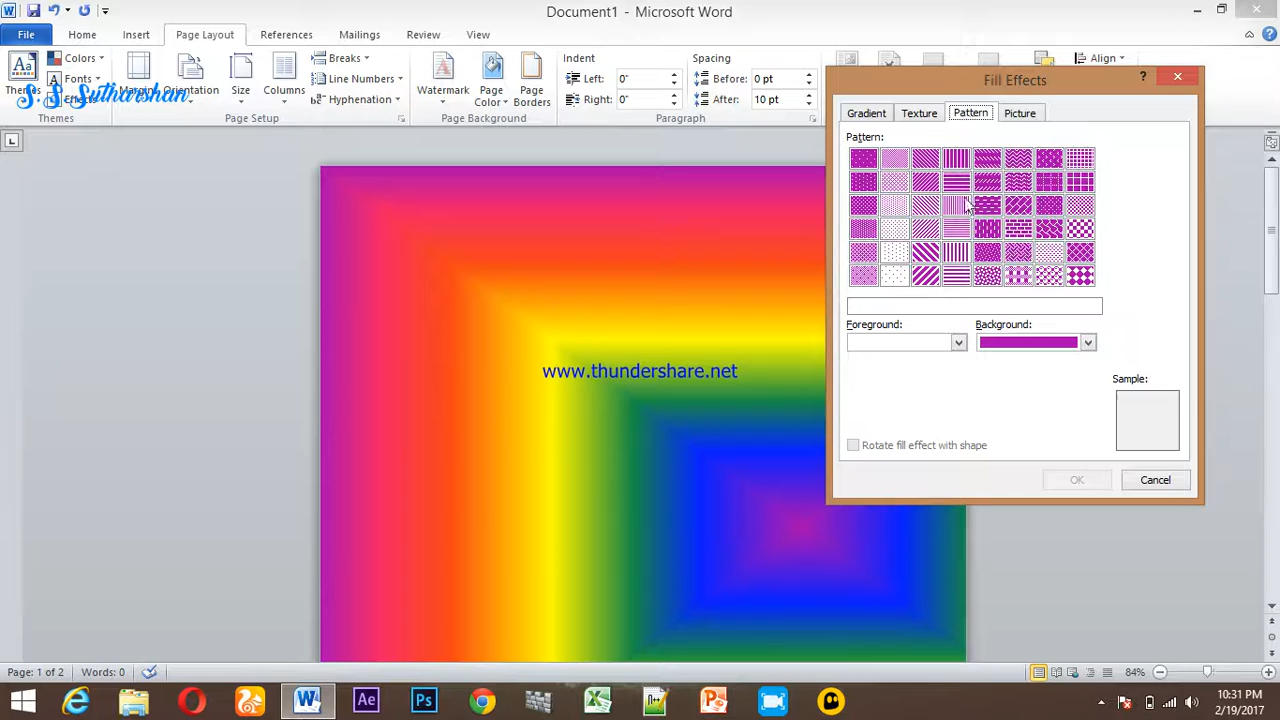 Document1 - Microsoft Word
File Home Insert Page Layout References Mailings Review View
Themes
Colors
Fonts
Effects
S. S. Sutharshan
Themes
Margins
Orientation
Size
Columns
Breaks
Line Numbers
Hyphenation
Page Setup
Watermark
Page Color
Page Borders
Page Background
Indent
Left: 0"
Right: 0"
Spacing
Before: 0 pt
After: 10 pt
Paragraph
Align
Fill Effects
?
Gradient Texture Pattern Picture
Pattern:
Foreground:
Background:
Sample:
Rotate fill effect with shape
OK Cancel
www.thundershare.net
Page: 1 of 2 Words: 0
84%
W Ae Ps
10:31 PM
2/19/2017